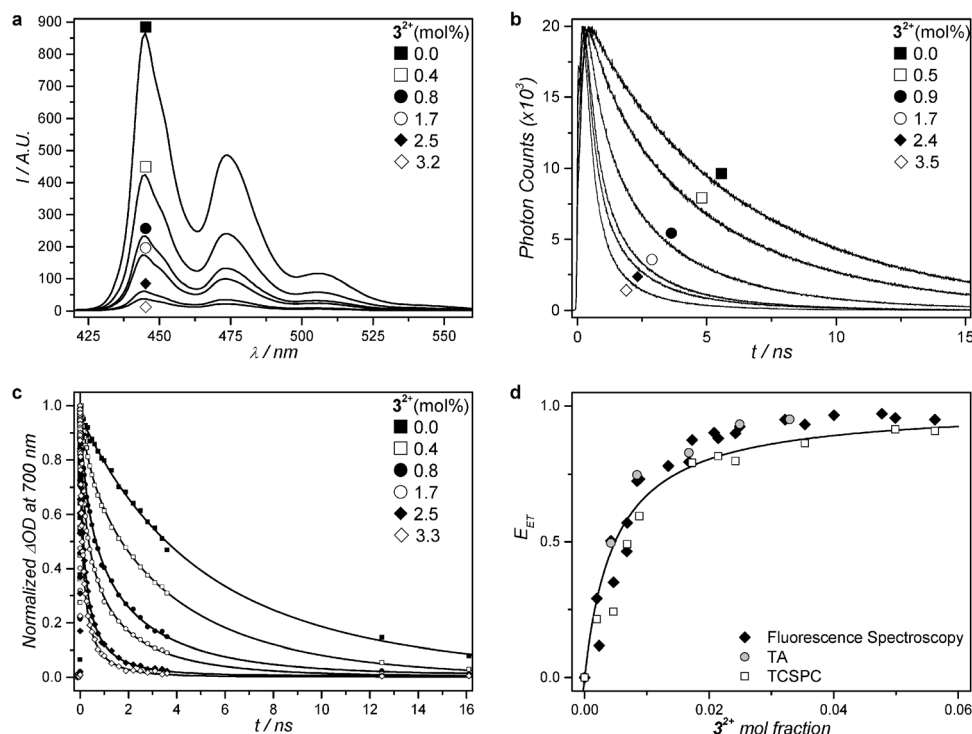 a
3²⁺(mol%)
0.0
0.4
0.8
1.7
2.5
3.2
900
800
700
600
500
400
300
200
100
0
I / A.U.
425 450 475 500 525 550
λ / nm
b
3²⁺(mol%)
0.0
0.5
0.9
1.7
2.4
3.5
20
15
10
5
0
Photon Counts (x10³)
0 5 10 15
t / ns
c
3²⁺(mol%)
0.0
0.4
0.8
1.7
2.5
3.3
1.0
0.8
0.6
0.4
0.2
0.0
Normalized ΔOD at 700 nm
0 2 4 6 8 10 12 14 16
t / ns
d
1.0
0.5
0.0
E_ET
Fluorescence Spectroscopy
TA
TCSPC
0.00 0.02 0.04 0.06
3²⁺ mol fraction